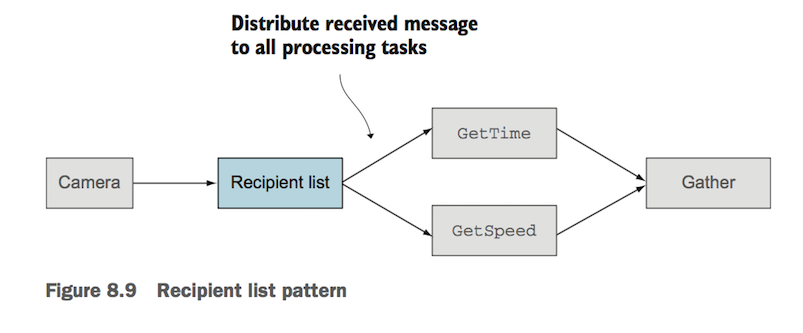 Distribute received message
to all processing tasks
Camera
Recipient list
GetTime
GetSpeed
Gather
Figure 8.9 Recipient list pattern